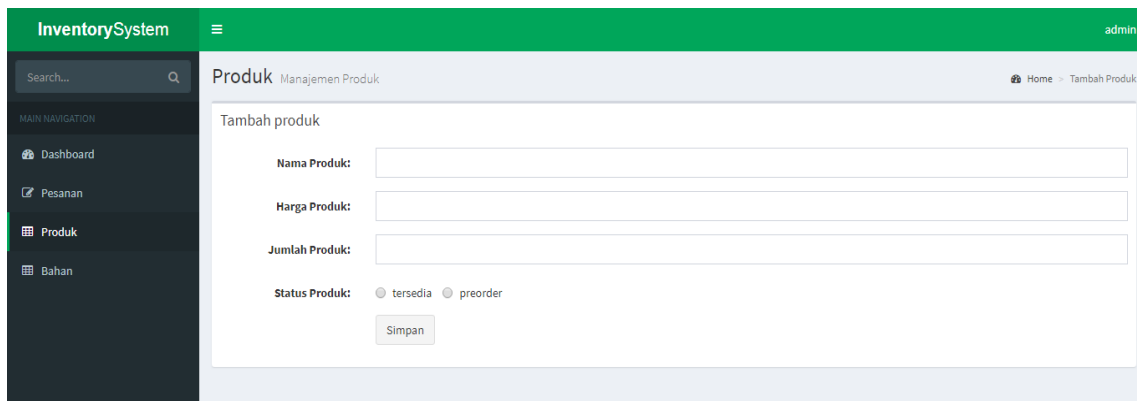 InventorySystem
admin
Search...
MAIN NAVIGATION
Dashboard
Pesanan
Produk
Bahan
Produk Manajemen Produk
Home > Tambah Produk
Tambah produk
Nama Produk:
Harga Produk:
Jumlah Produk:
Status Produk: tersedia preorder
Simpan